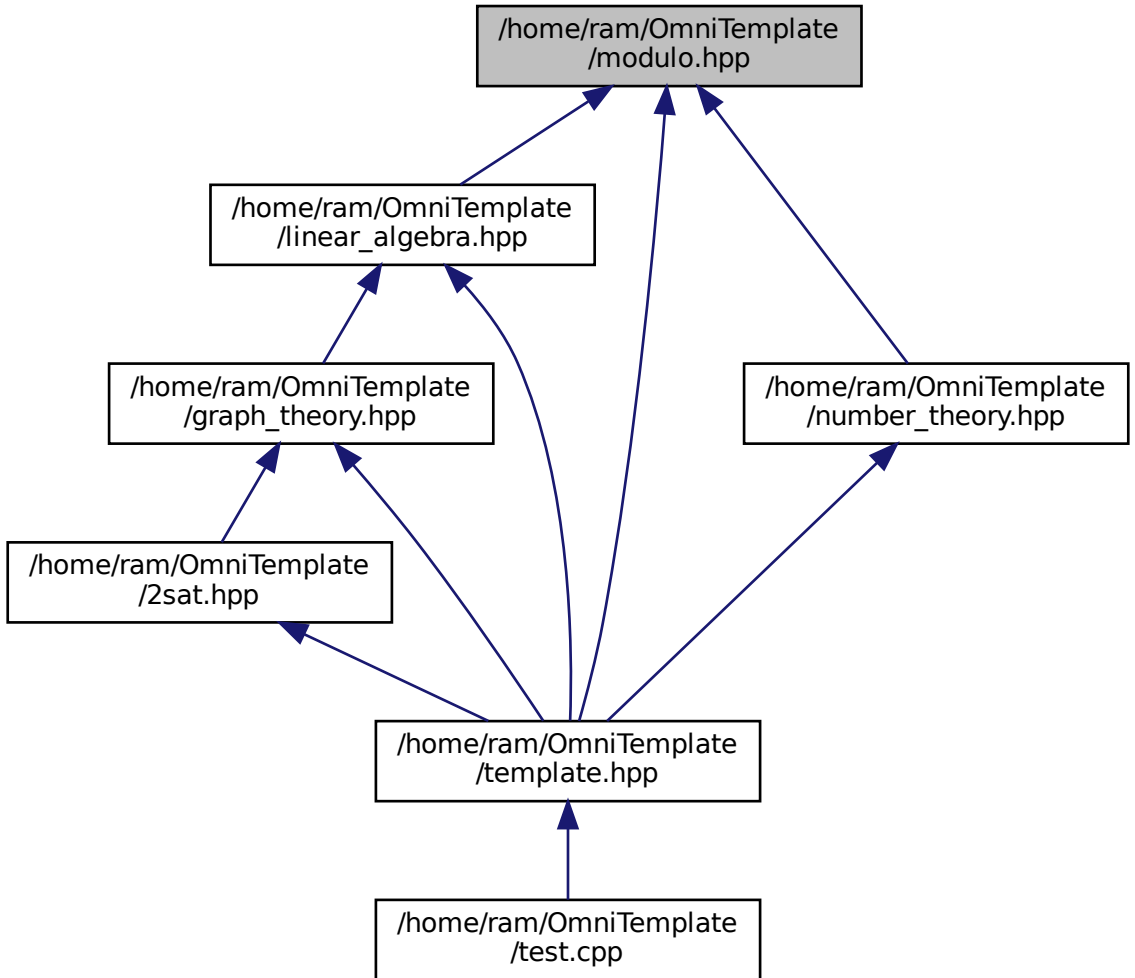 /home/ram/OmniTemplate
/modulo.hpp
/home/ram/OmniTemplate
/linear_algebra.hpp
/home/ram/OmniTemplate
/graph_theory.hpp
/home/ram/OmniTemplate
/number_theory.hpp
/home/ram/OmniTemplate
/2sat.hpp
/home/ram/OmniTemplate
/template.hpp
/home/ram/OmniTemplate
/test.cpp